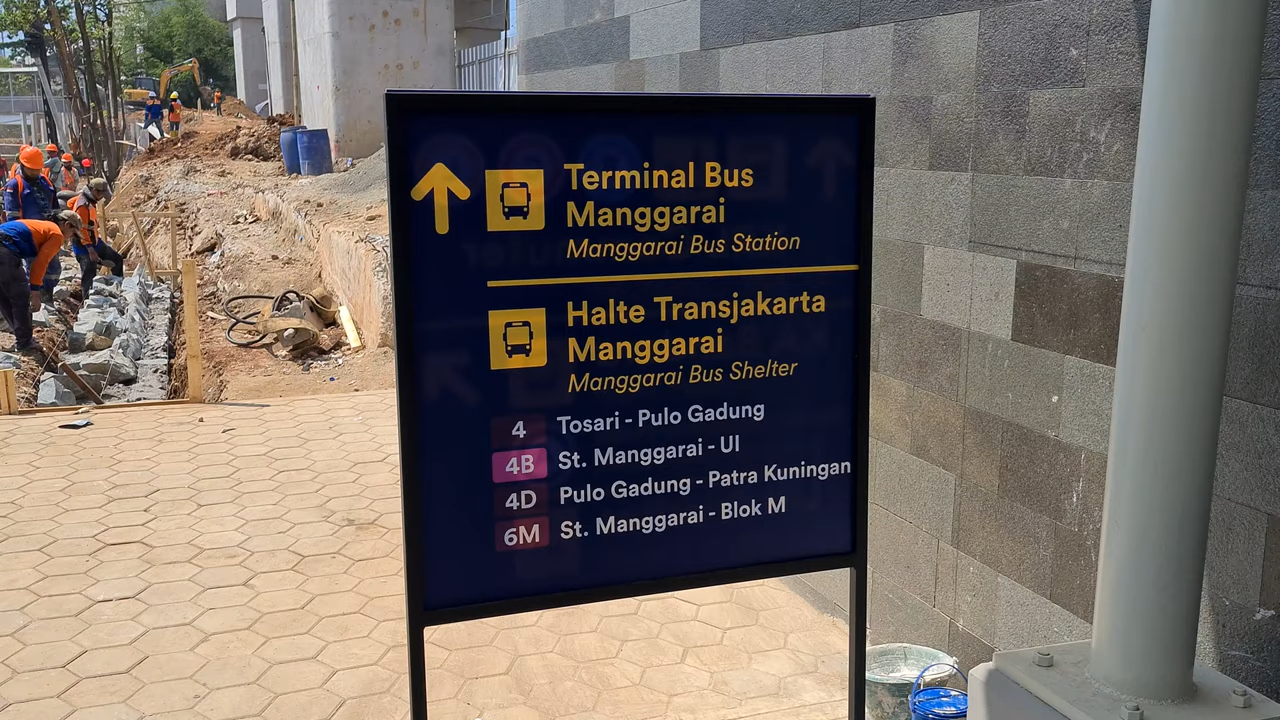 Terminal Bus
Manggarai
Manggarai Bus Station
Halte Transjakarta
Manggarai
Manggarai Bus Shelter
4 Tosari - Pulo Gadung
4B St. Manggarai - UI
4D Pulo Gadung - Patra Kuningan
6M St. Manggarai - Blok M